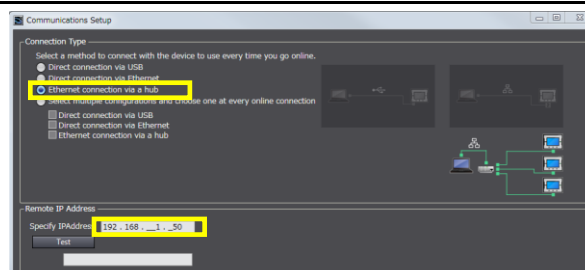 Communications Setup
Connection Type
Select a method to connect with the device to use every time you go online.
Direct connection via USB
Direct connection via Ethernet
Ethernet connection via a hub
Select multiple configurations and choose one at every online connection
Direct connection via USB
Direct connection via Ethernet
Ethernet connection via a hub
Remote IP Address
Specify IPAddress 192 . 168 . __1 . _50
Test